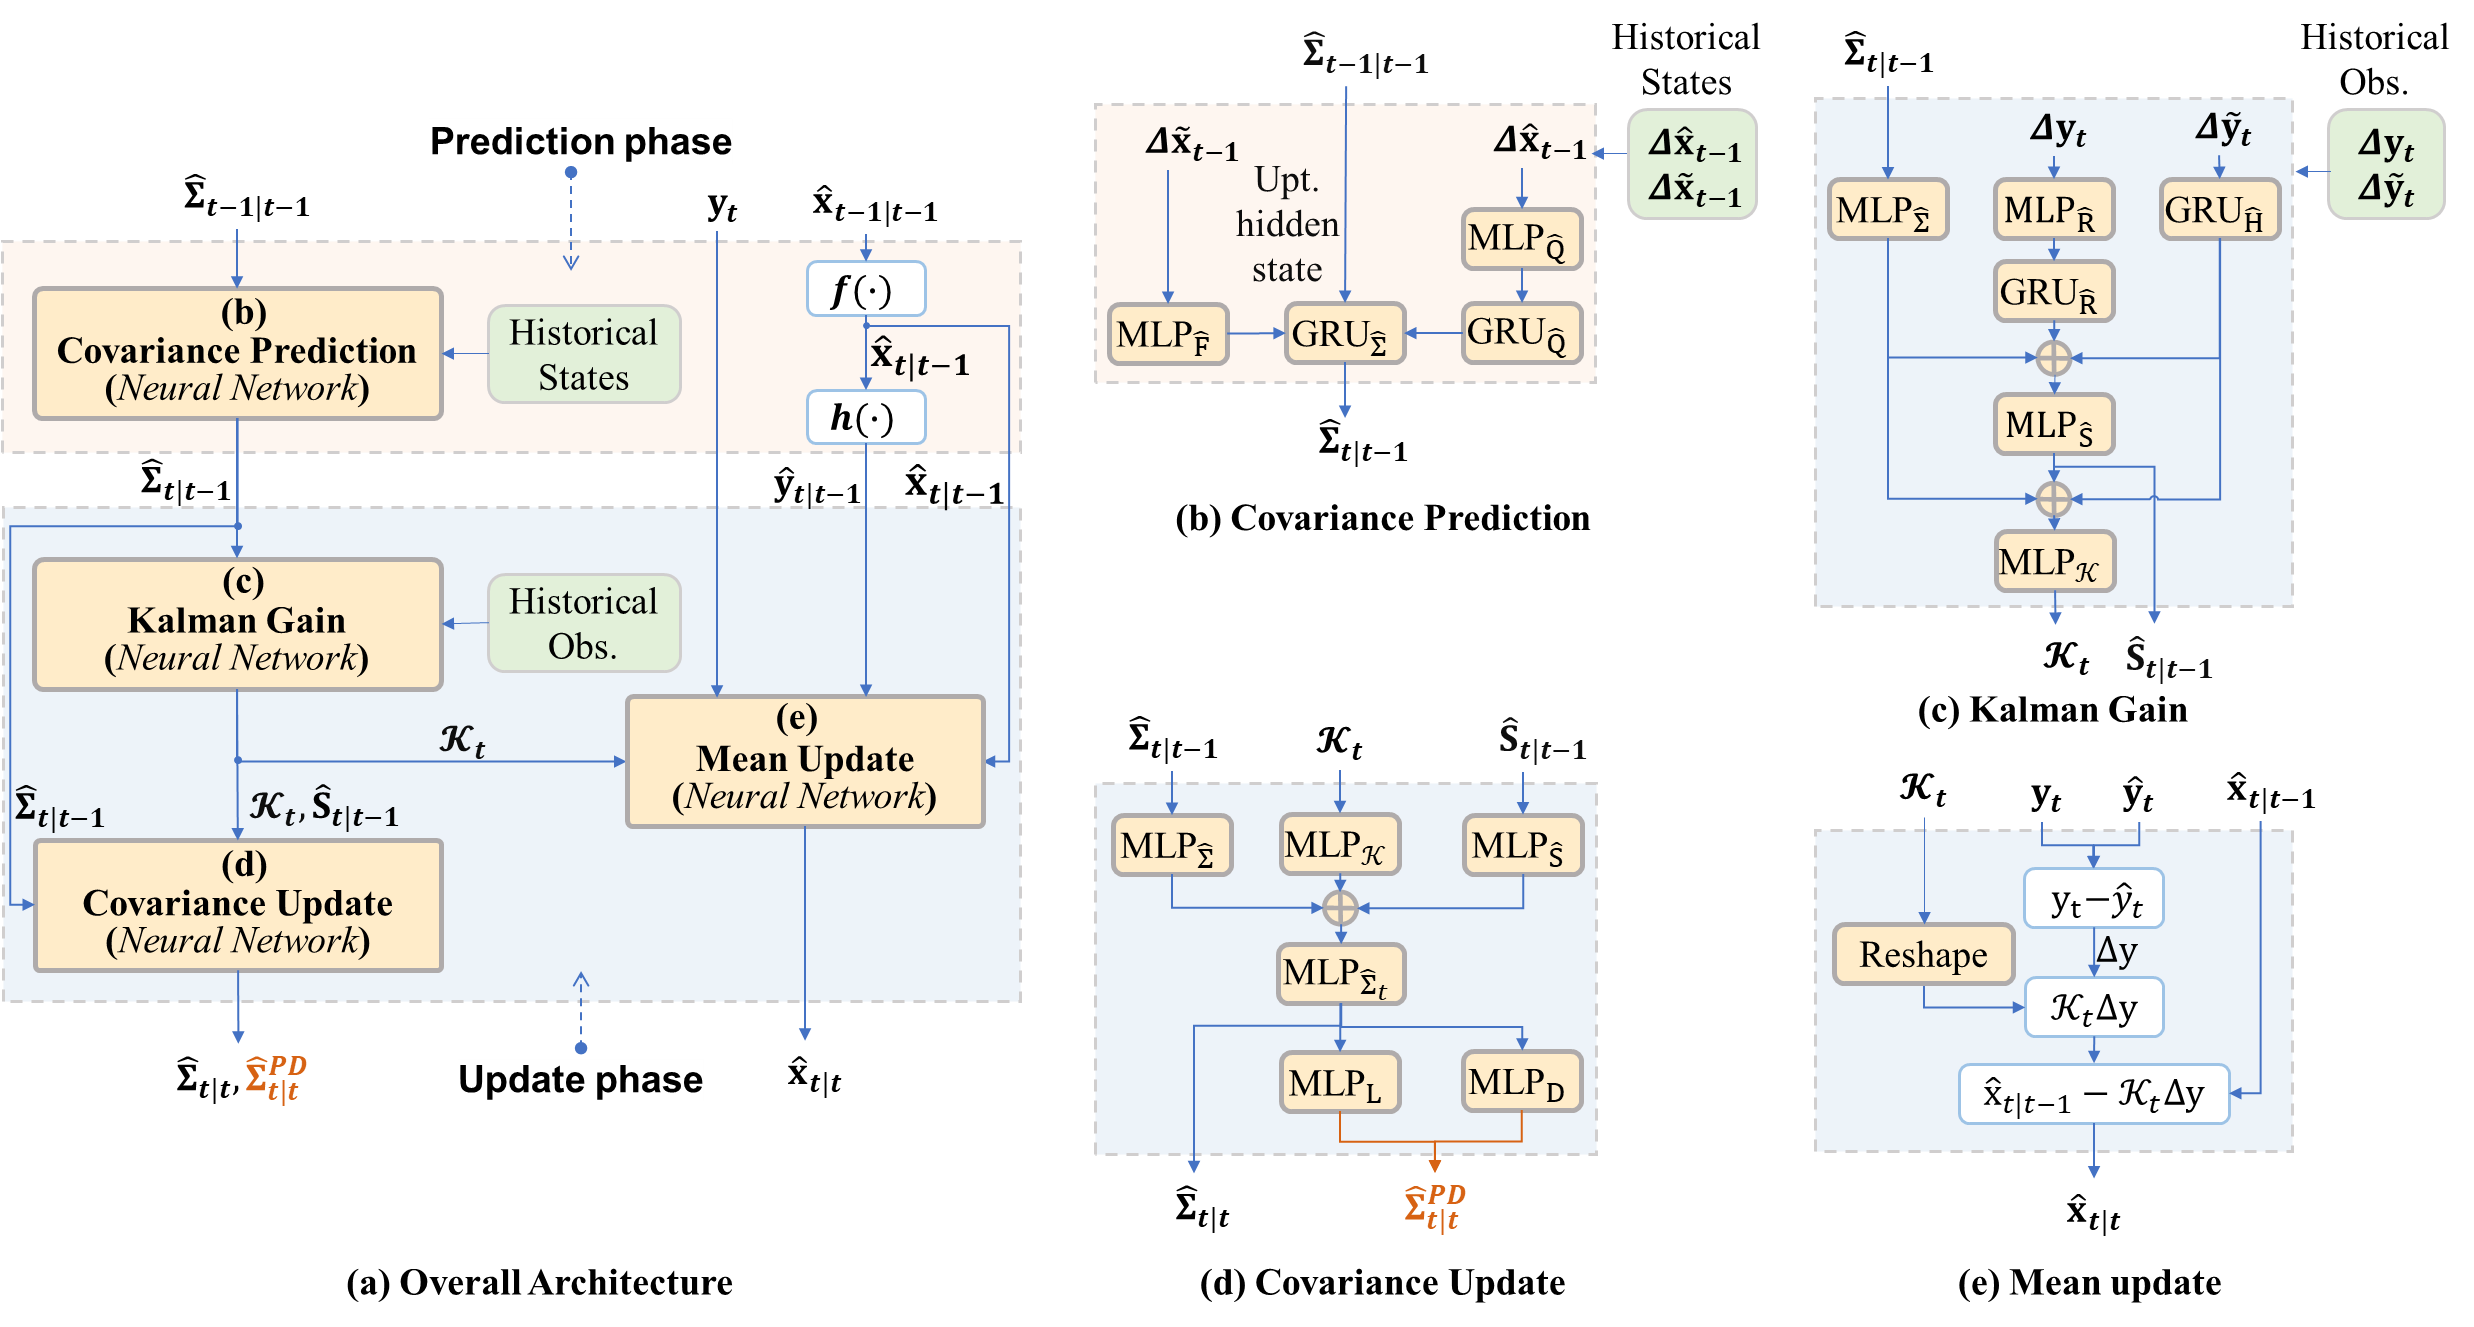 Prediction phase
Σ̂t−1|t−1
yt
x̂t−1|t−1
f(·)
(b)
Covariance Prediction
(Neural Network)
Historical
States
x̂t|t−1
h(·)
Σ̂t|t−1
ŷt|t−1
x̂t|t−1
(c)
Kalman Gain
(Neural Network)
Historical
Obs.
𝒦t
(e)
Mean Update
(Neural Network)
Σ̂t|t−1
𝒦t, Ŝt|t−1
(d)
Covariance Update
(Neural Network)
Σ̂t|t, Σ̂t|t^PD
Update phase
x̂t|t
(a) Overall Architecture
Σ̂t−1|t−1
Historical
States
Δx̃t−1
Upt.
hidden
state
Δx̂t−1
Δx̂t−1
Δx̃t−1
MLPQ̂
MLPF̂
GRUΣ̂
GRUQ̂
Σ̂t|t−1
(b) Covariance Prediction
Σ̂t|t−1
Historical
Obs.
Δyt
Δỹt
Δyt
Δỹt
MLPΣ̂
MLPR̂
GRUĤ
GRUR̂
MLPŜ
MLP𝒦
𝒦t
Ŝt|t−1
(c) Kalman Gain
Σ̂t|t−1
𝒦t
Ŝt|t−1
MLPΣ̂
MLP𝒦
MLPŜ
MLPΣ̂t
MLPL
MLPD
Σ̂t|t
Σ̂t|t^PD
(d) Covariance Update
𝒦t
yt
ŷt
x̂t|t−1
yt−ŷt
Δy
Reshape
𝒦tΔy
x̂t|t−1 − 𝒦tΔy
x̂t|t
(e) Mean update